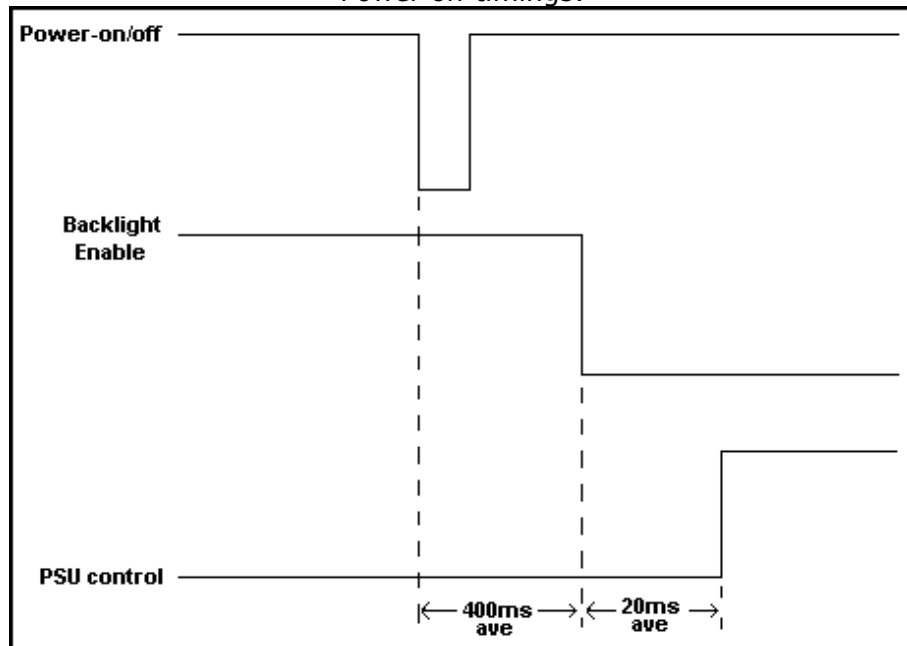 Power-on timings.
Power-on/off
Backlight
Enable
PSU control
400ms
ave
20ms
ave